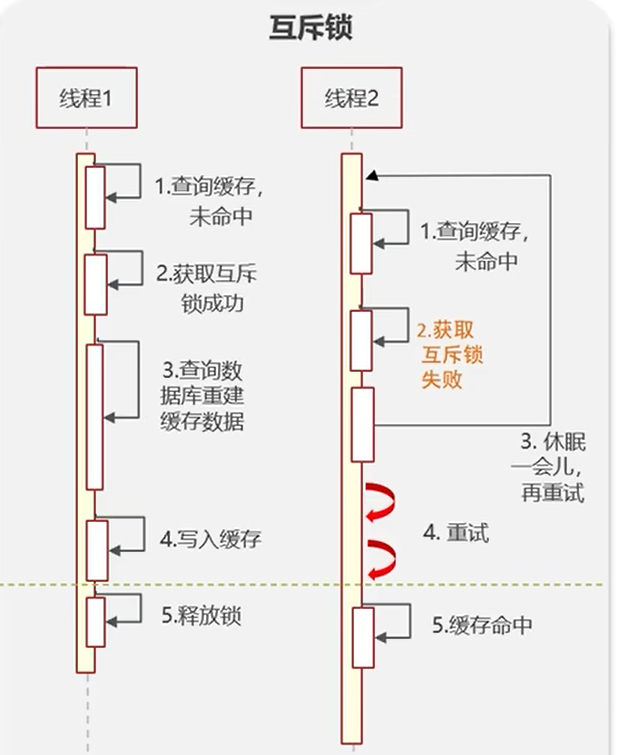 互斥锁
线程1
线程2
1.查询缓存，
未命中
2.获取互斥
锁成功
3.查询数
据库重建
缓存数据
4.写入缓存
5.释放锁
1.查询缓存，
未命中
2.获取
互斥锁
失败
3. 休眠
一会儿，
再重试
4. 重试
5.缓存命中